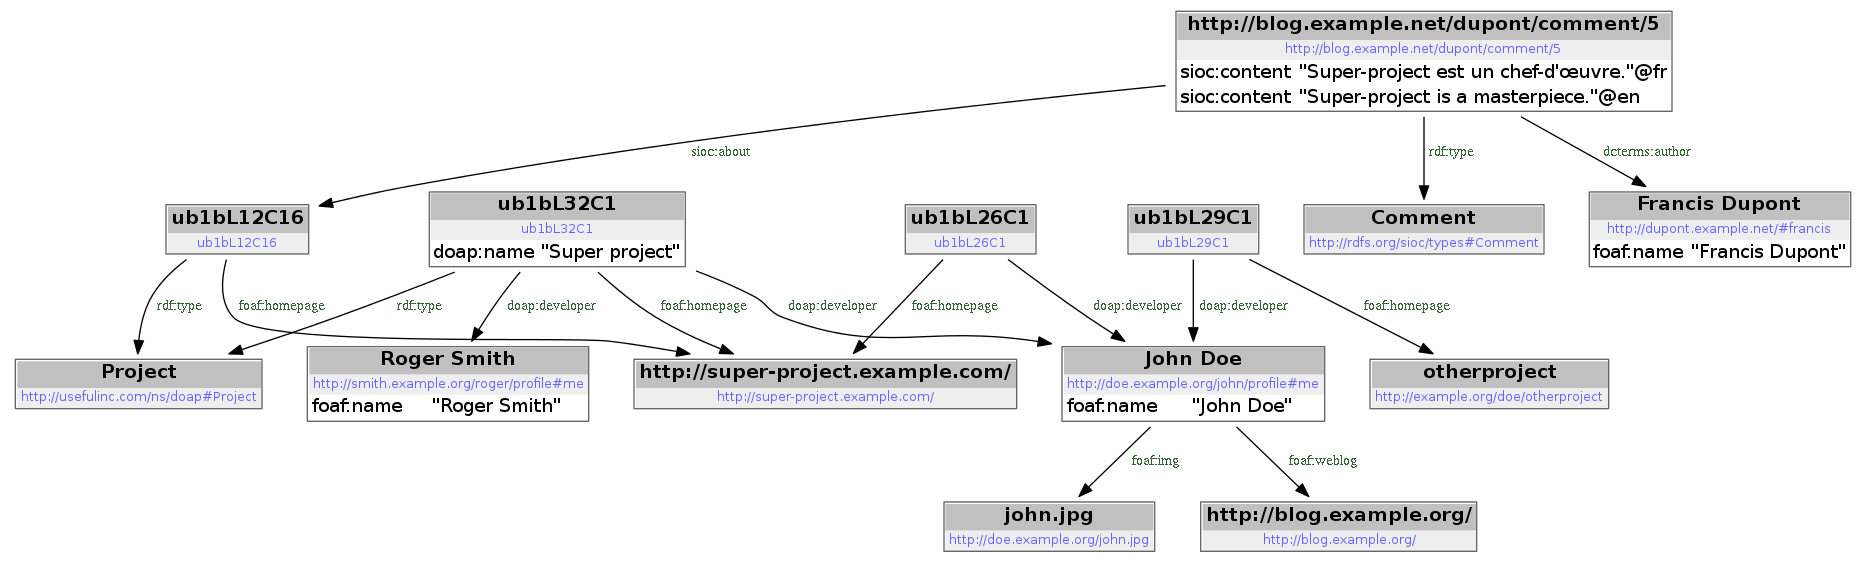 http://blog.example.net/dupont/comment/5
http://blog.example.net/dupont/comment/5
sioc:content "Super-project est un chef-d'œuvre."@fr
sioc:content "Super-project is a masterpiece."@en
sioc:about
rdf:type
dcterms:author
ub1bL12C16
ub1bL12C16
ub1bL32C1
ub1bL32C1
doap:name "Super project"
ub1bL26C1
ub1bL26C1
ub1bL29C1
ub1bL29C1
Comment
http://rdfs.org/sioc/types#Comment
Francis Dupont
http://dupont.example.net/#francis
foaf:name "Francis Dupont"
rdf:type
foaf:homepage
rdf:type
doap:developer
foaf:homepage
doap:developer
foaf:homepage
doap:developer
doap:developer
foaf:homepage
Project
http://usefulinc.com/ns/doap#Project
Roger Smith
http://smith.example.org/roger/profile#me
foaf:name "Roger Smith"
http://super-project.example.com/
http://super-project.example.com/
John Doe
http://doe.example.org/john/profile#me
foaf:name "John Doe"
otherproject
http://example.org/doe/otherproject
foaf:img
foaf:weblog
john.jpg
http://doe.example.org/john.jpg
http://blog.example.org/
http://blog.example.org/